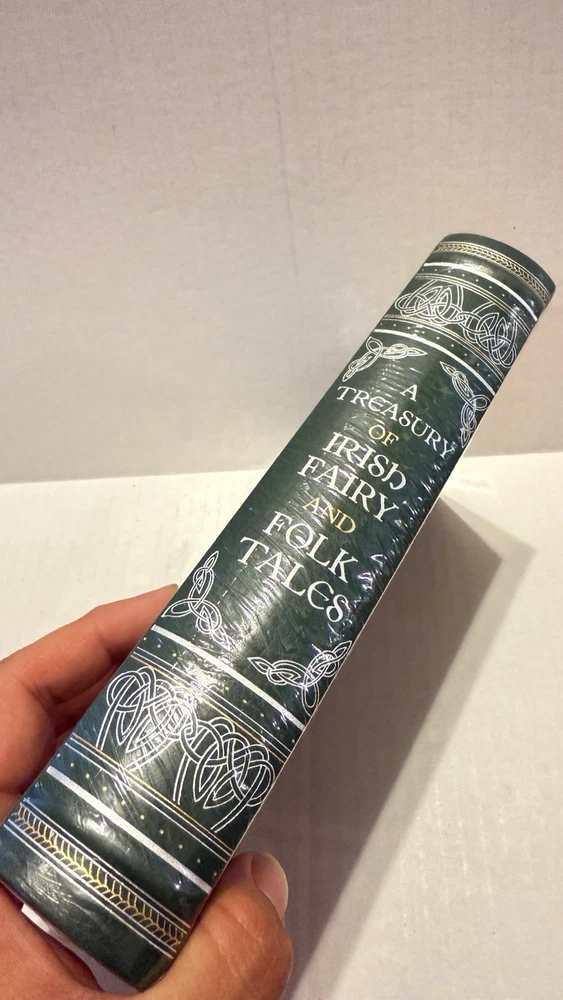 A
TREASURY
OF
IRISH
FAIRY
AND
FOLK
TALES